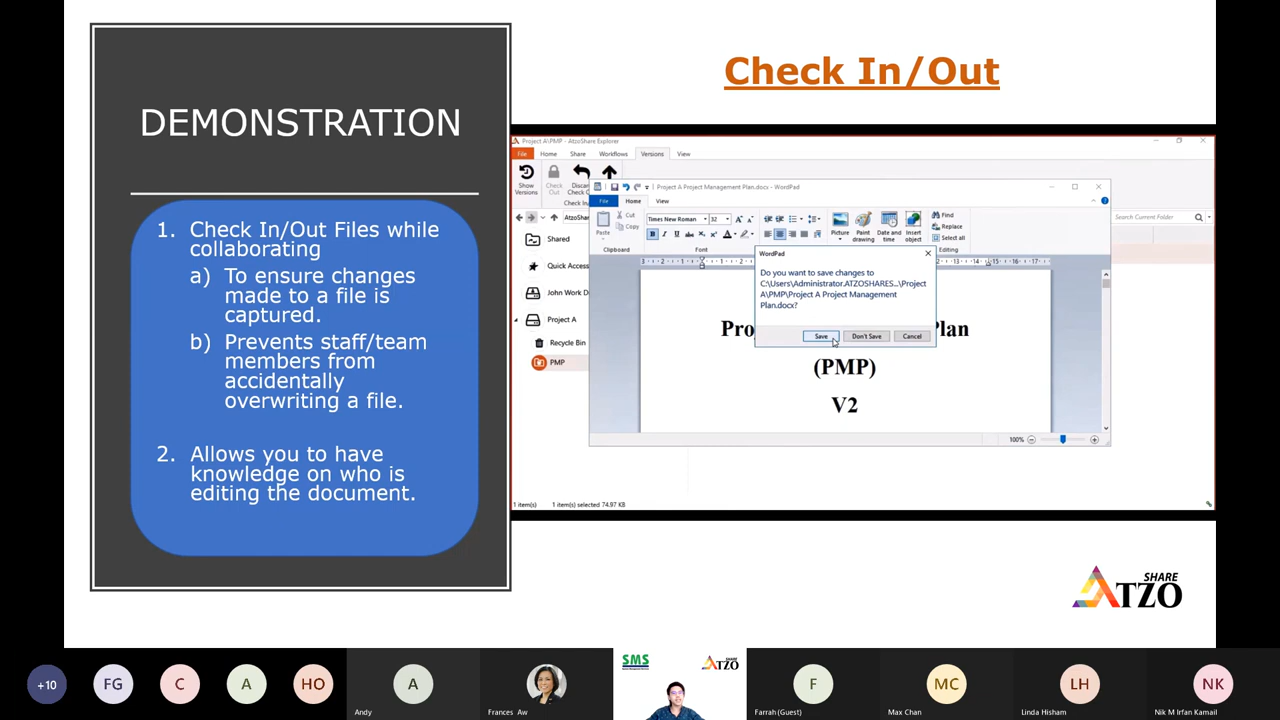 DEMONSTRATION
1. Check In/Out Files while
collaborating
a) To ensure changes
made to a file is
captured.
b) Prevents staff/team
members from
accidentally
overwriting a file.
2. Allows you to have
knowledge on who is
editing the document.
Check In/Out
Project A\PMP - AtzoShare Explorer
File Home Share Workflows Versions View
Show
Versions
Check
Out
Discard
Check O
Check In
AtzoSha
Search Current Folder
Shared
Quick Access
John Work D
Project A
Recycle Bin
PMP
1 item(s) 1 item(s) selected 74.97 KB
Project A Project Management Plan.docx - WordPad
File Home View
Paste
Cut
Copy
Clipboard
Times New Roman 32
Font
Picture
Paint
drawing
Date and
time
Insert
object
Find
Replace
Select all
Editing
WordPad
Do you want to save changes to
C:\Users\Administrator.ATZOSHARES...\Project
A\PMP\Project A Project Management
Plan.docx?
Save Don't Save Cancel
Pro Plan
(PMP)
V2
100%
SHARE
ATZO
+10 FG C A HO A F MC LH NK
SMS
SHARE
ATZO
Andy Frances Aw Farrah (Guest) Max Chan Linda Hisham Nik M Irfan Kamail